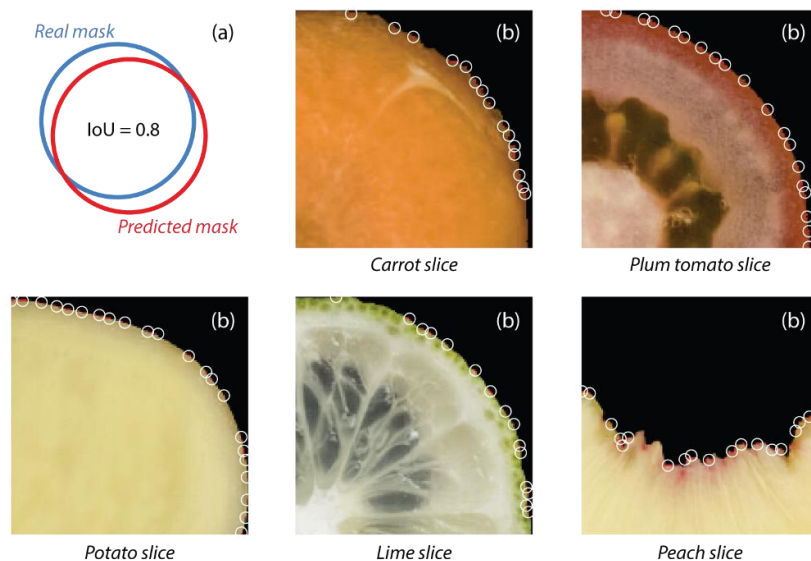 Real mask
(a)
IoU = 0.8
Predicted mask
(b)
Carrot slice
(b)
Plum tomato slice
(b)
Potato slice
(b)
Lime slice
(b)
Peach slice